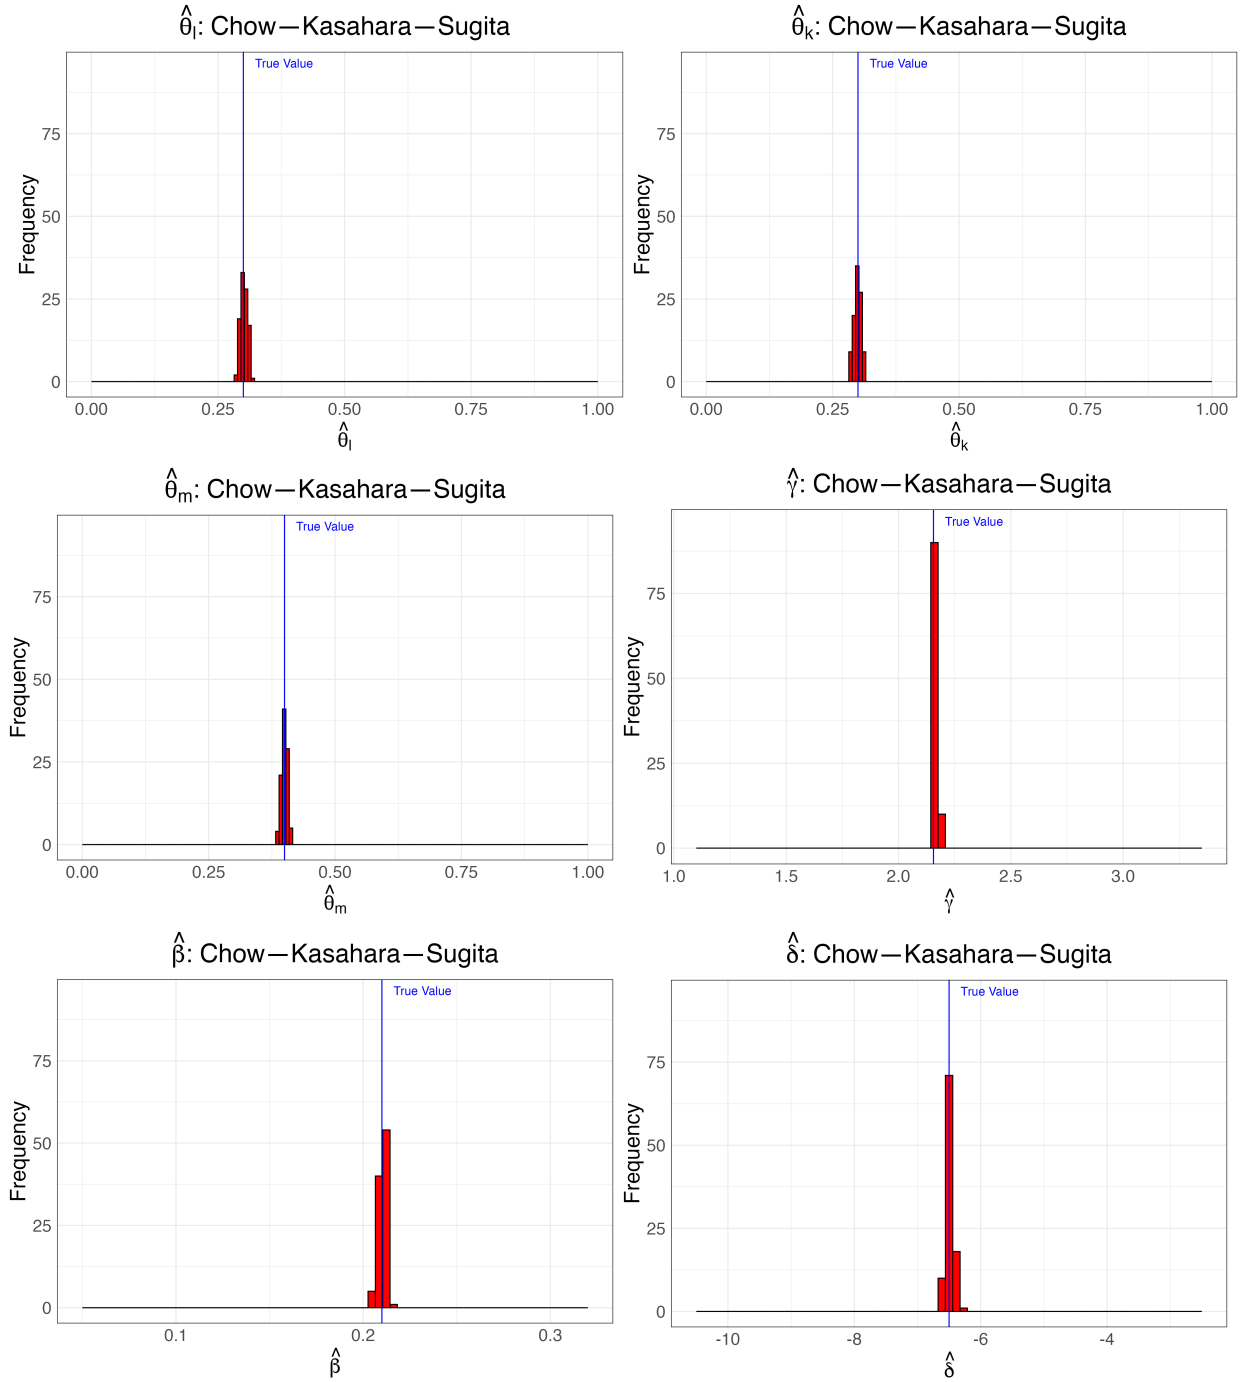 θ̂l: Chow−Kasahara−Sugita
True Value
Frequency
75
50
25
0
0.00 0.25 0.50 0.75 1.00
θ̂l
θ̂k: Chow−Kasahara−Sugita
True Value
Frequency
75
50
25
0
0.00 0.25 0.50 0.75 1.00
θ̂k
θ̂m: Chow−Kasahara−Sugita
True Value
Frequency
75
50
25
0
0.00 0.25 0.50 0.75 1.00
θ̂m
γ̂: Chow−Kasahara−Sugita
True Value
Frequency
75
50
25
0
1.0 1.5 2.0 2.5 3.0
γ̂
β̂: Chow−Kasahara−Sugita
True Value
Frequency
75
50
25
0
0.1 0.2 0.3
β̂
δ̂: Chow−Kasahara−Sugita
True Value
Frequency
75
50
25
0
-10 -8 -6 -4
δ̂